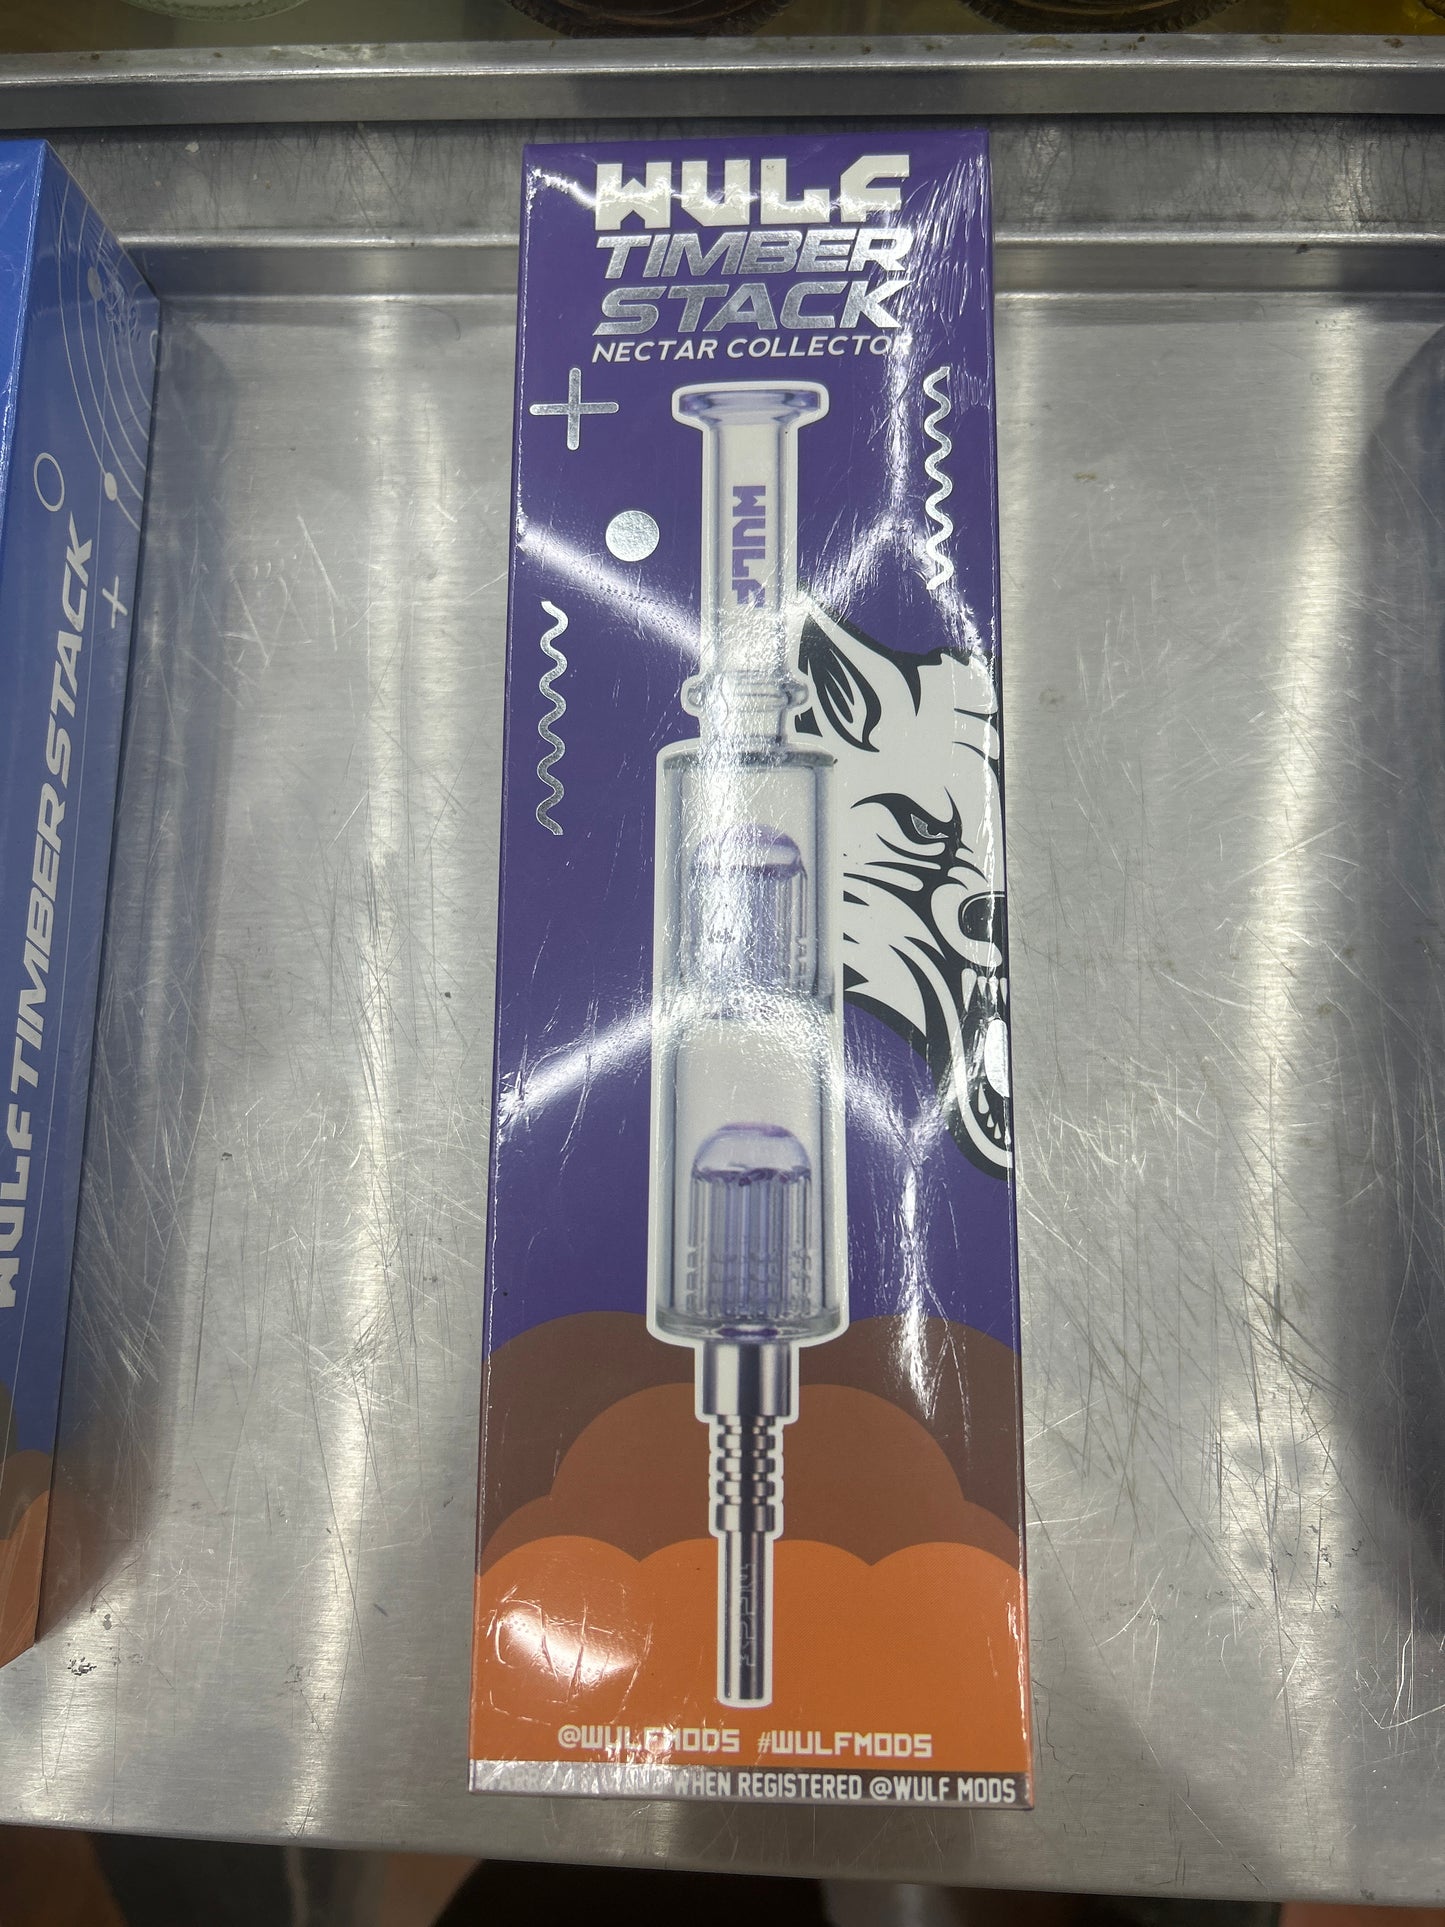 WULF
TIMBER
STACK
NECTAR COLLECTOR
WULF
@WULFMODS #WULFMODS
WHEN REGISTERED @WULF MODS
WULF TIMBER STACK